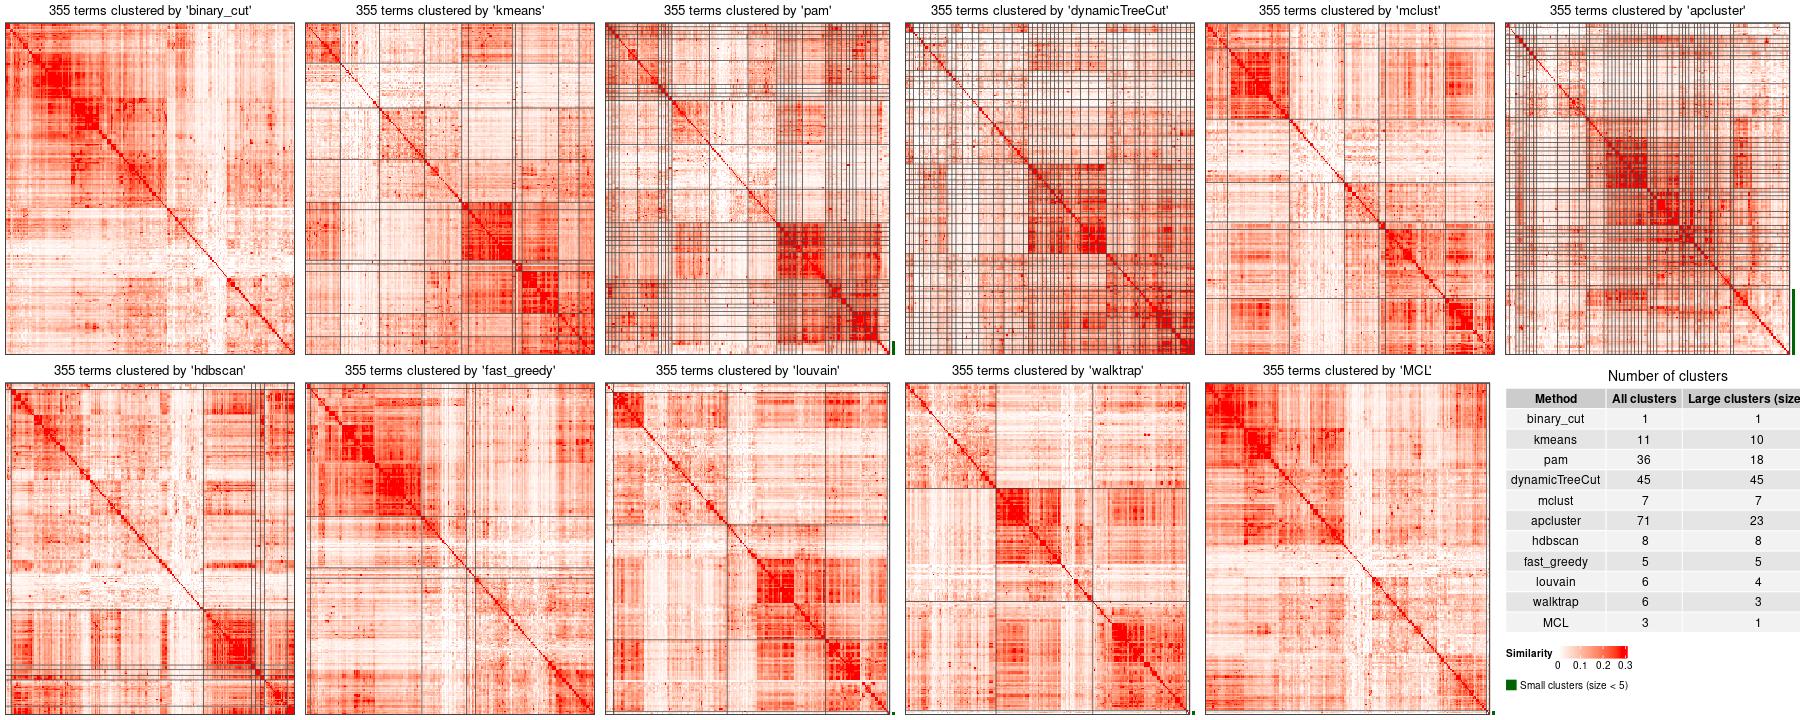 355 terms clustered by 'binary_cut'
355 terms clustered by 'kmeans'
355 terms clustered by 'pam'
355 terms clustered by 'dynamicTreeCut'
355 terms clustered by 'mclust'
355 terms clustered by 'apcluster'
355 terms clustered by 'hdbscan'
355 terms clustered by 'fast_greedy'
355 terms clustered by 'louvain'
355 terms clustered by 'walktrap'
355 terms clustered by 'MCL'
Number of clusters
Method All clusters Large clusters (size
binary_cut 1 1
kmeans 11 10
pam 36 18
dynamicTreeCut 45 45
mclust 7 7
apcluster 71 23
hdbscan 8 8
fast_greedy 5 5
louvain 6 4
walktrap 6 3
MCL 3 1
Similarity
0 0.1 0.2 0.3
Small clusters (size < 5)